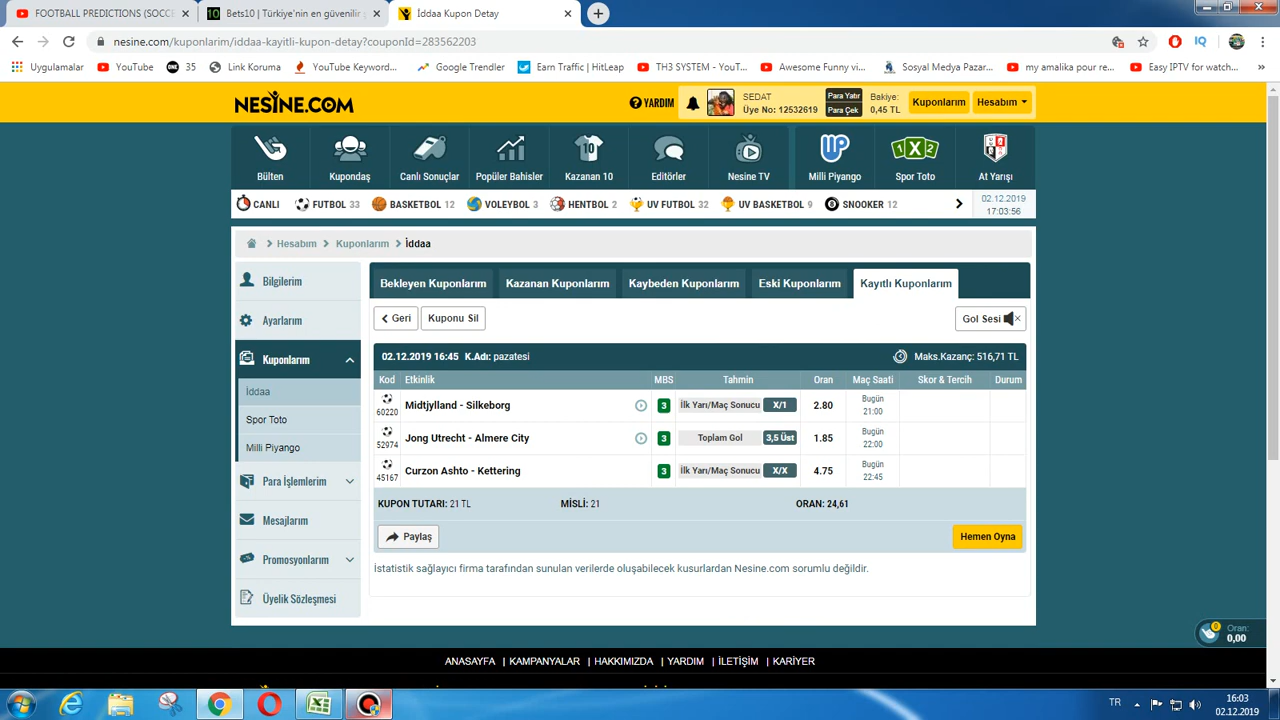 FOOTBALL PREDICTIONS (SOCCE
Bets10 | Türkiye'nin en güvenilir
İddaa Kupon Detay
nesine.com/kuponlarim/iddaa-kayitli-kupon-detay?couponId=283562203
Uygulamalar
YouTube
ONE 35
Link Koruma
YouTube Keyword...
Google Trendler
Earn Traffic | HitLeap
TH3 SYSTEM - YouT...
Awesome Funny vi...
Sosyal Medya Pazar...
my amalika pour re...
Easy IPTV for watch...
NESINE.COM
YARDIM
SEDAT
Üye No: 12532619
Para Yatır
Para Çek
Bakiye:
0,45 TL
Kuponlarım
Hesabım
Bülten
Kupondaş
Canlı Sonuçlar
Popüler Bahisler
10
Kazanan 10
Editörler
Nesine TV
Milli Piyango
1 X 2
Spor Toto
At Yarışı
CANLI
FUTBOL 33
BASKETBOL 12
VOLEYBOL 3
HENTBOL 2
UV FUTBOL 32
UV BASKETBOL 9
SNOOKER 12
02.12.2019
17:03:56
Hesabım
Kuponlarım
İddaa
Bilgilerim
Ayarlarım
Kuponlarım
İddaa
Spor Toto
Milli Piyango
Para İşlemlerim
Mesajlarım
Promosyonlarım
Üyelik Sözleşmesi
Bekleyen Kuponlarım
Kazanan Kuponlarım
Kaybeden Kuponlarım
Eski Kuponlarım
Kayıtlı Kuponlarım
Geri
Kuponu Sil
Gol Sesi
02.12.2019 16:45 K.Adı: pazatesi
Maks.Kazanç: 516,71 TL
Kod Etkinlik MBS Tahmin Oran Maç Saati Skor & Tercih Durum
60220 Midtjylland - Silkeborg 3 İlk Yarı/Maç Sonucu X/1 2.80 Bugün 21:00
52974 Jong Utrecht - Almere City 3 Toplam Gol 3,5 Üst 1.85 Bugün 22:00
45167 Curzon Ashto - Kettering 3 İlk Yarı/Maç Sonucu X/X 4.75 Bugün 22:45
KUPON TUTARI: 21 TL MİSLİ: 21 ORAN: 24,61
Paylaş
Hemen Oyna
İstatistik sağlayıcı firma tarafından sunulan verilerde oluşabilecek kusurlardan Nesine.com sorumlu değildir.
0
Oran:
0,00
ANASAYFA | KAMPANYALAR | HAKKIMIZDA | YARDIM | İLETİŞİM | KARİYER
TR
16:03
02.12.2019